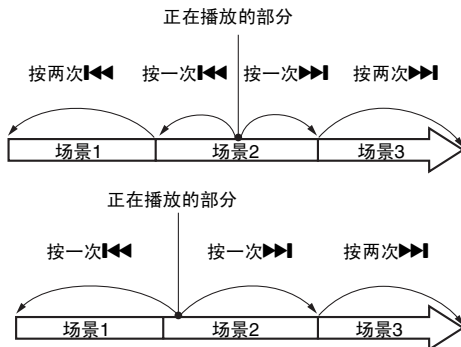 正在播放的部分
按两次⏮ 按一次⏮ 按一次⏭ 按两次⏭
场景1 场景2 场景3
正在播放的部分
按一次⏮ 按一次⏭ 按两次⏭
场景1 场景2 场景3